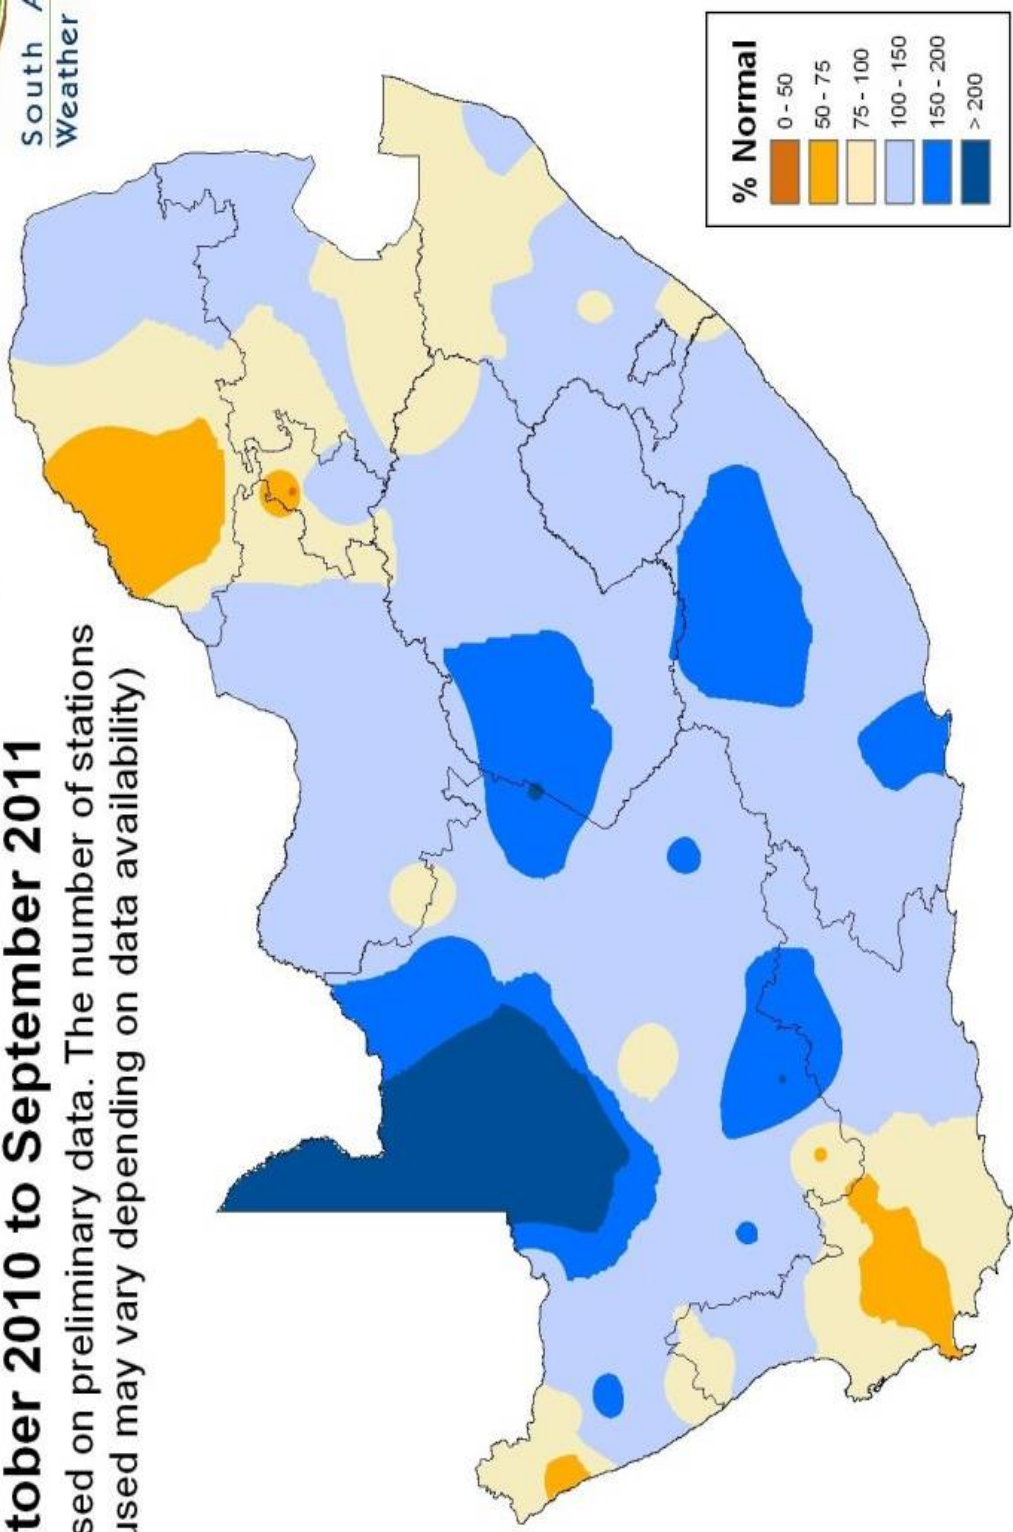 tober 2010 to September 2011
sed on preliminary data. The number of stations
used may vary depending on data availability)
South A
Weather
% Normal
0 - 50
50 - 75
75 - 100
100 - 150
150 - 200
> 200